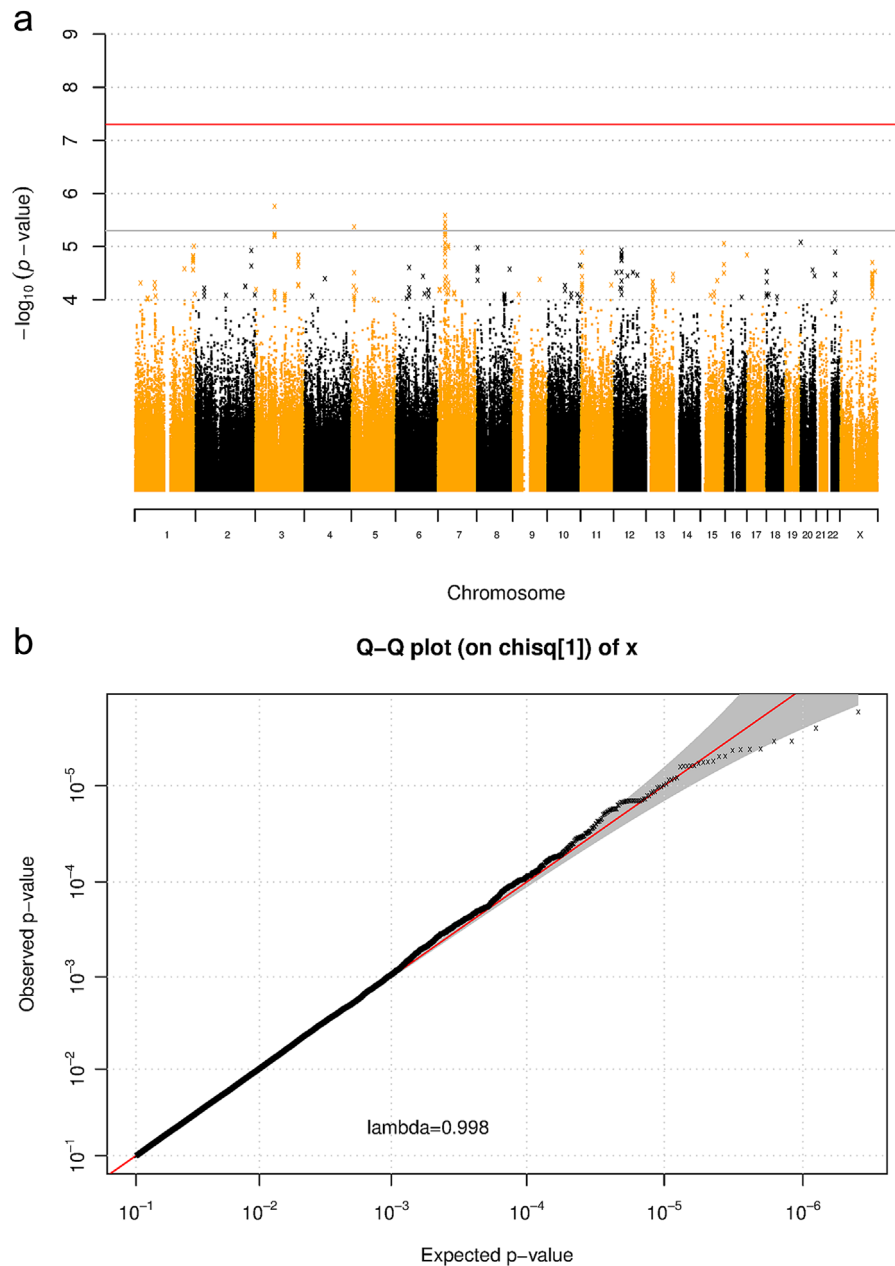 a
9
8
7
6
5
4
−log₁₀ (p − value)
1 2 3 4 5 6 7 8 9 10 11 12 13 14 15 16 17 18 19 20 21 22 X
Chromosome
b
Q−Q plot (on chisq[1]) of x
10⁻⁵
10⁻⁴
10⁻³
10⁻²
10⁻¹
Observed p−value
lambda=0.998
10⁻¹ 10⁻² 10⁻³ 10⁻⁴ 10⁻⁵ 10⁻⁶
Expected p−value